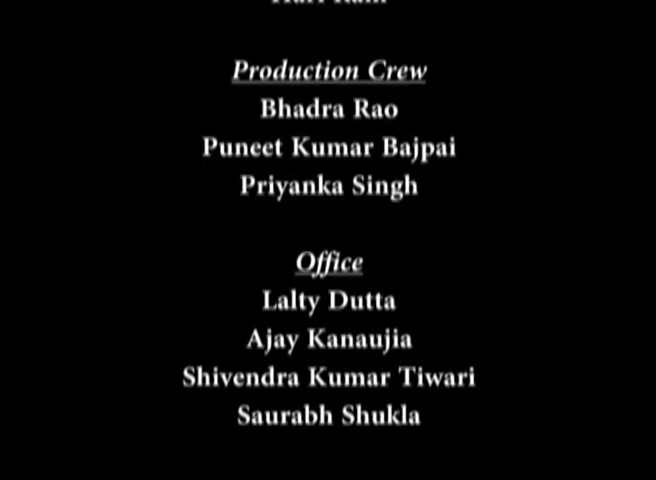 Production Crew
Bhadra Rao
Puneet Kumar Bajpai
Priyanka Singh
Office
Lalty Dutta
Ajay Kanaujia
Shivendra Kumar Tiwari
Saurabh Shukla